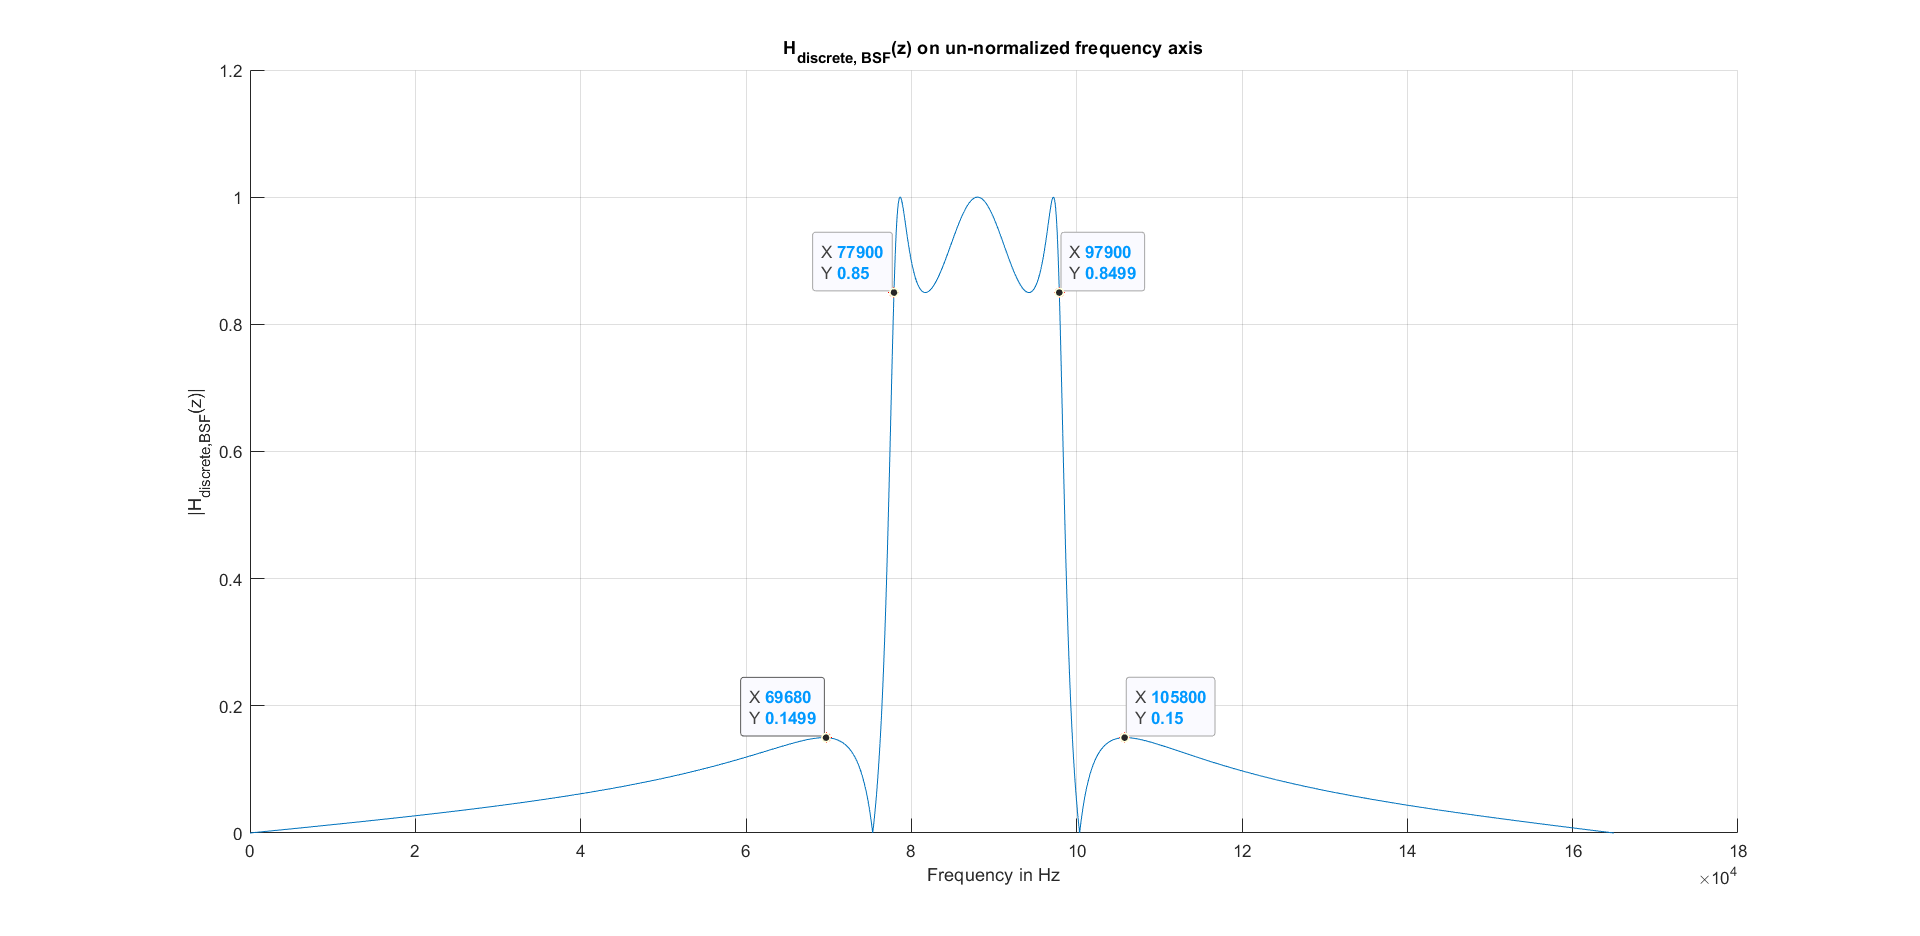 H_discrete, BSF(z) on un-normalized frequency axis
1.2
1
0.8
0.6
0.4
0.2
0
|H_discrete,BSF(z)|
X 77900
Y 0.85
X 97900
Y 0.8499
X 69680
Y 0.1499
X 105800
Y 0.15
0 2 4 6 8 10 12 14 16 18
Frequency in Hz
×10^4